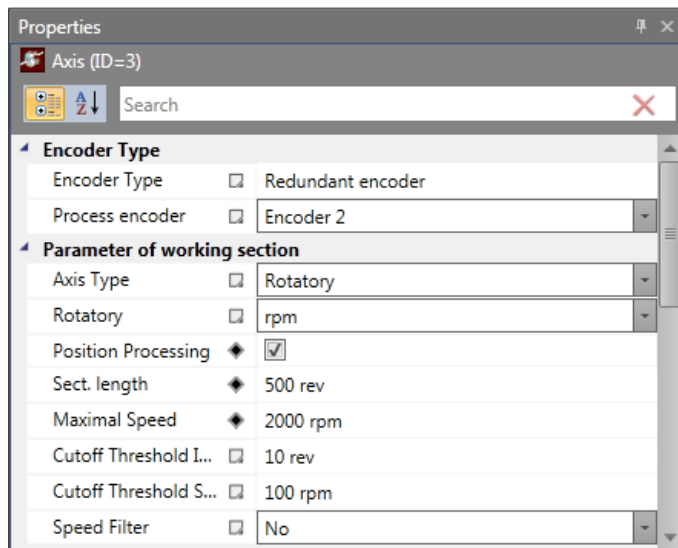 Properties
Axis (ID=3)
Search
Encoder Type
Encoder Type Redundant encoder
Process encoder Encoder 2
Parameter of working section
Axis Type Rotatory
Rotatory rpm
Position Processing
Sect. length 500 rev
Maximal Speed 2000 rpm
Cutoff Threshold I... 10 rev
Cutoff Threshold S... 100 rpm
Speed Filter No